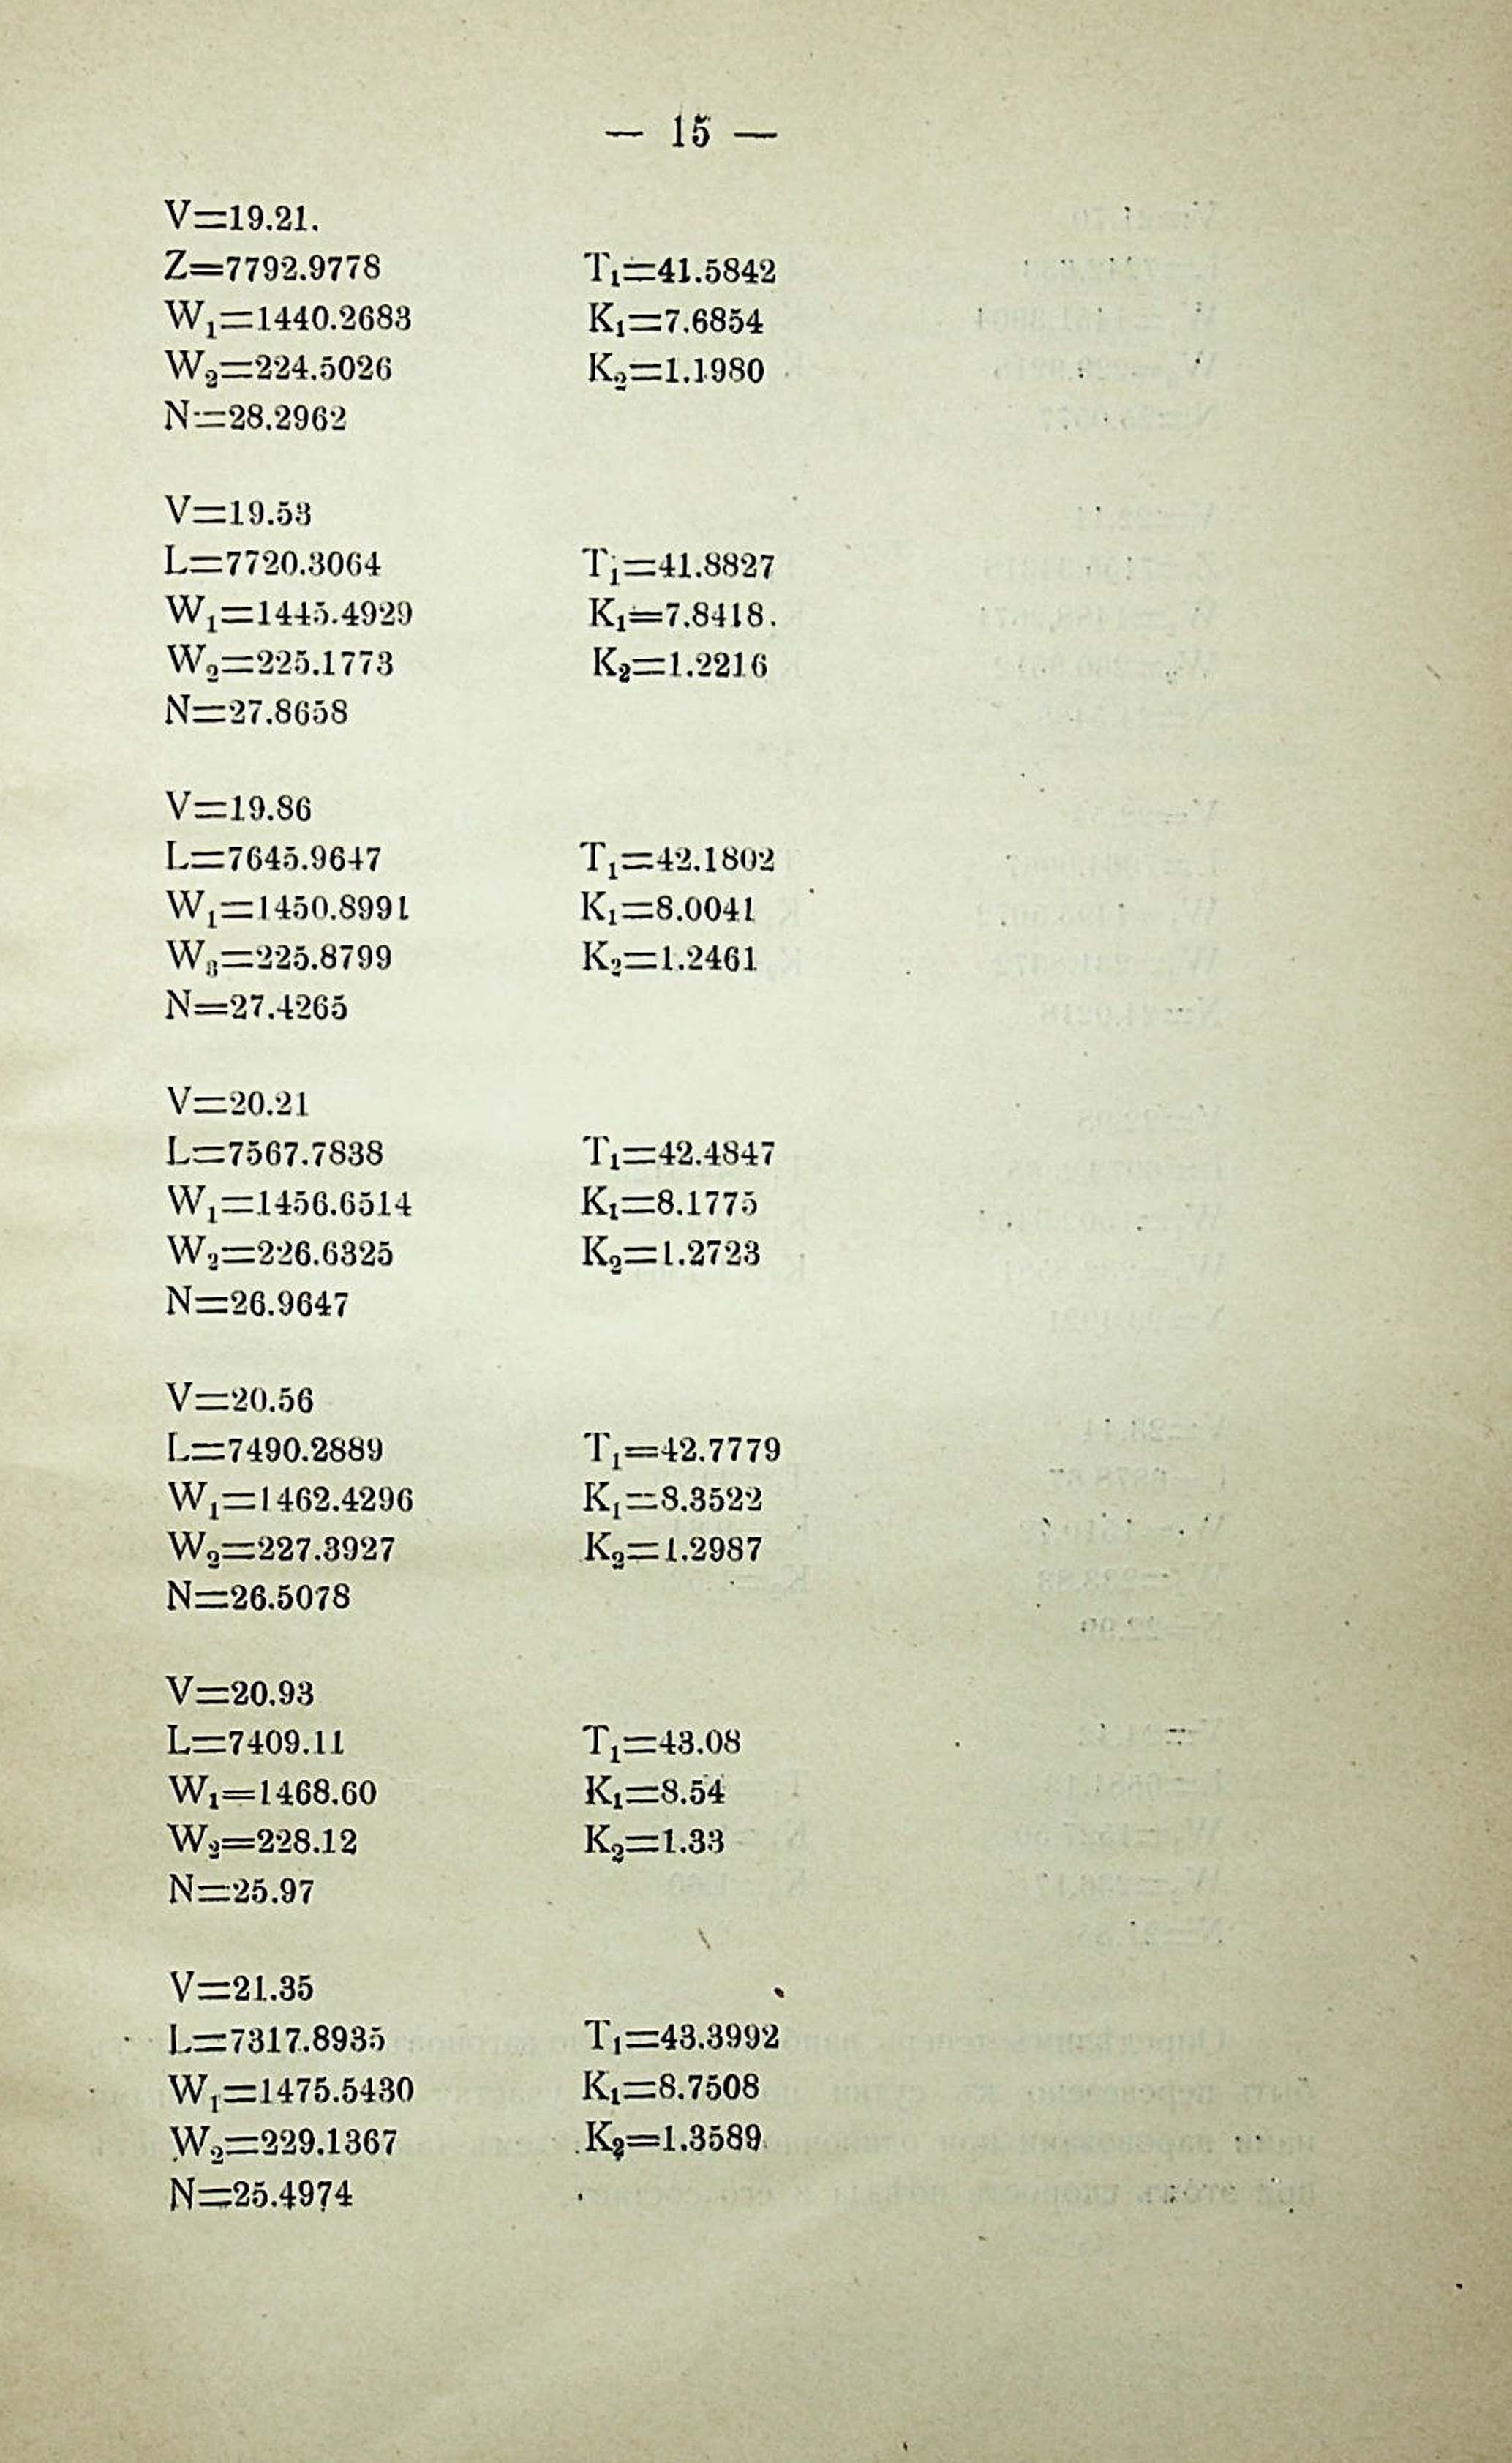 — 15 —
V=19.21.
Z=7792.9778 T₁=41.5842
W₁=1440.2683 K₁=7.6854
W₂=224.5026 K₂=1.1980
N=28.2962
V=19.53
L=7720.3064 T₁=41.8827
W₁=1445.4929 K₁=7.8418.
W₂=225.1773 K₂=1.2216
N=27.8658
V=19.86
L=7645.9647 T₁=42.1802
W₁=1450.8991 K₁=8.0041
W₃=225.8799 K₂=1.2461
N=27.4265
V=20.21
L=7567.7838 T₁=42.4847
W₁=1456.6514 K₁=8.1775
W₂=226.6325 K₂=1.2723
N=26.9647
V=20.56
L=7490.2889 T₁=42.7779
W₁=1462.4296 K₁=8.3522
W₂=227.3927 K₂=1.2987
N=26.5078
V=20.93
L=7409.11 T₁=43.08
W₁=1468.60 K₁=8.54
W₂=228.12 K₂=1.33
N=25.97
V=21.35
L=7317.8935 T₁=43.3992
W₁=1475.5430 K₁=8.7508
W₂=229.1367 K₂=1.3589
N=25.4974